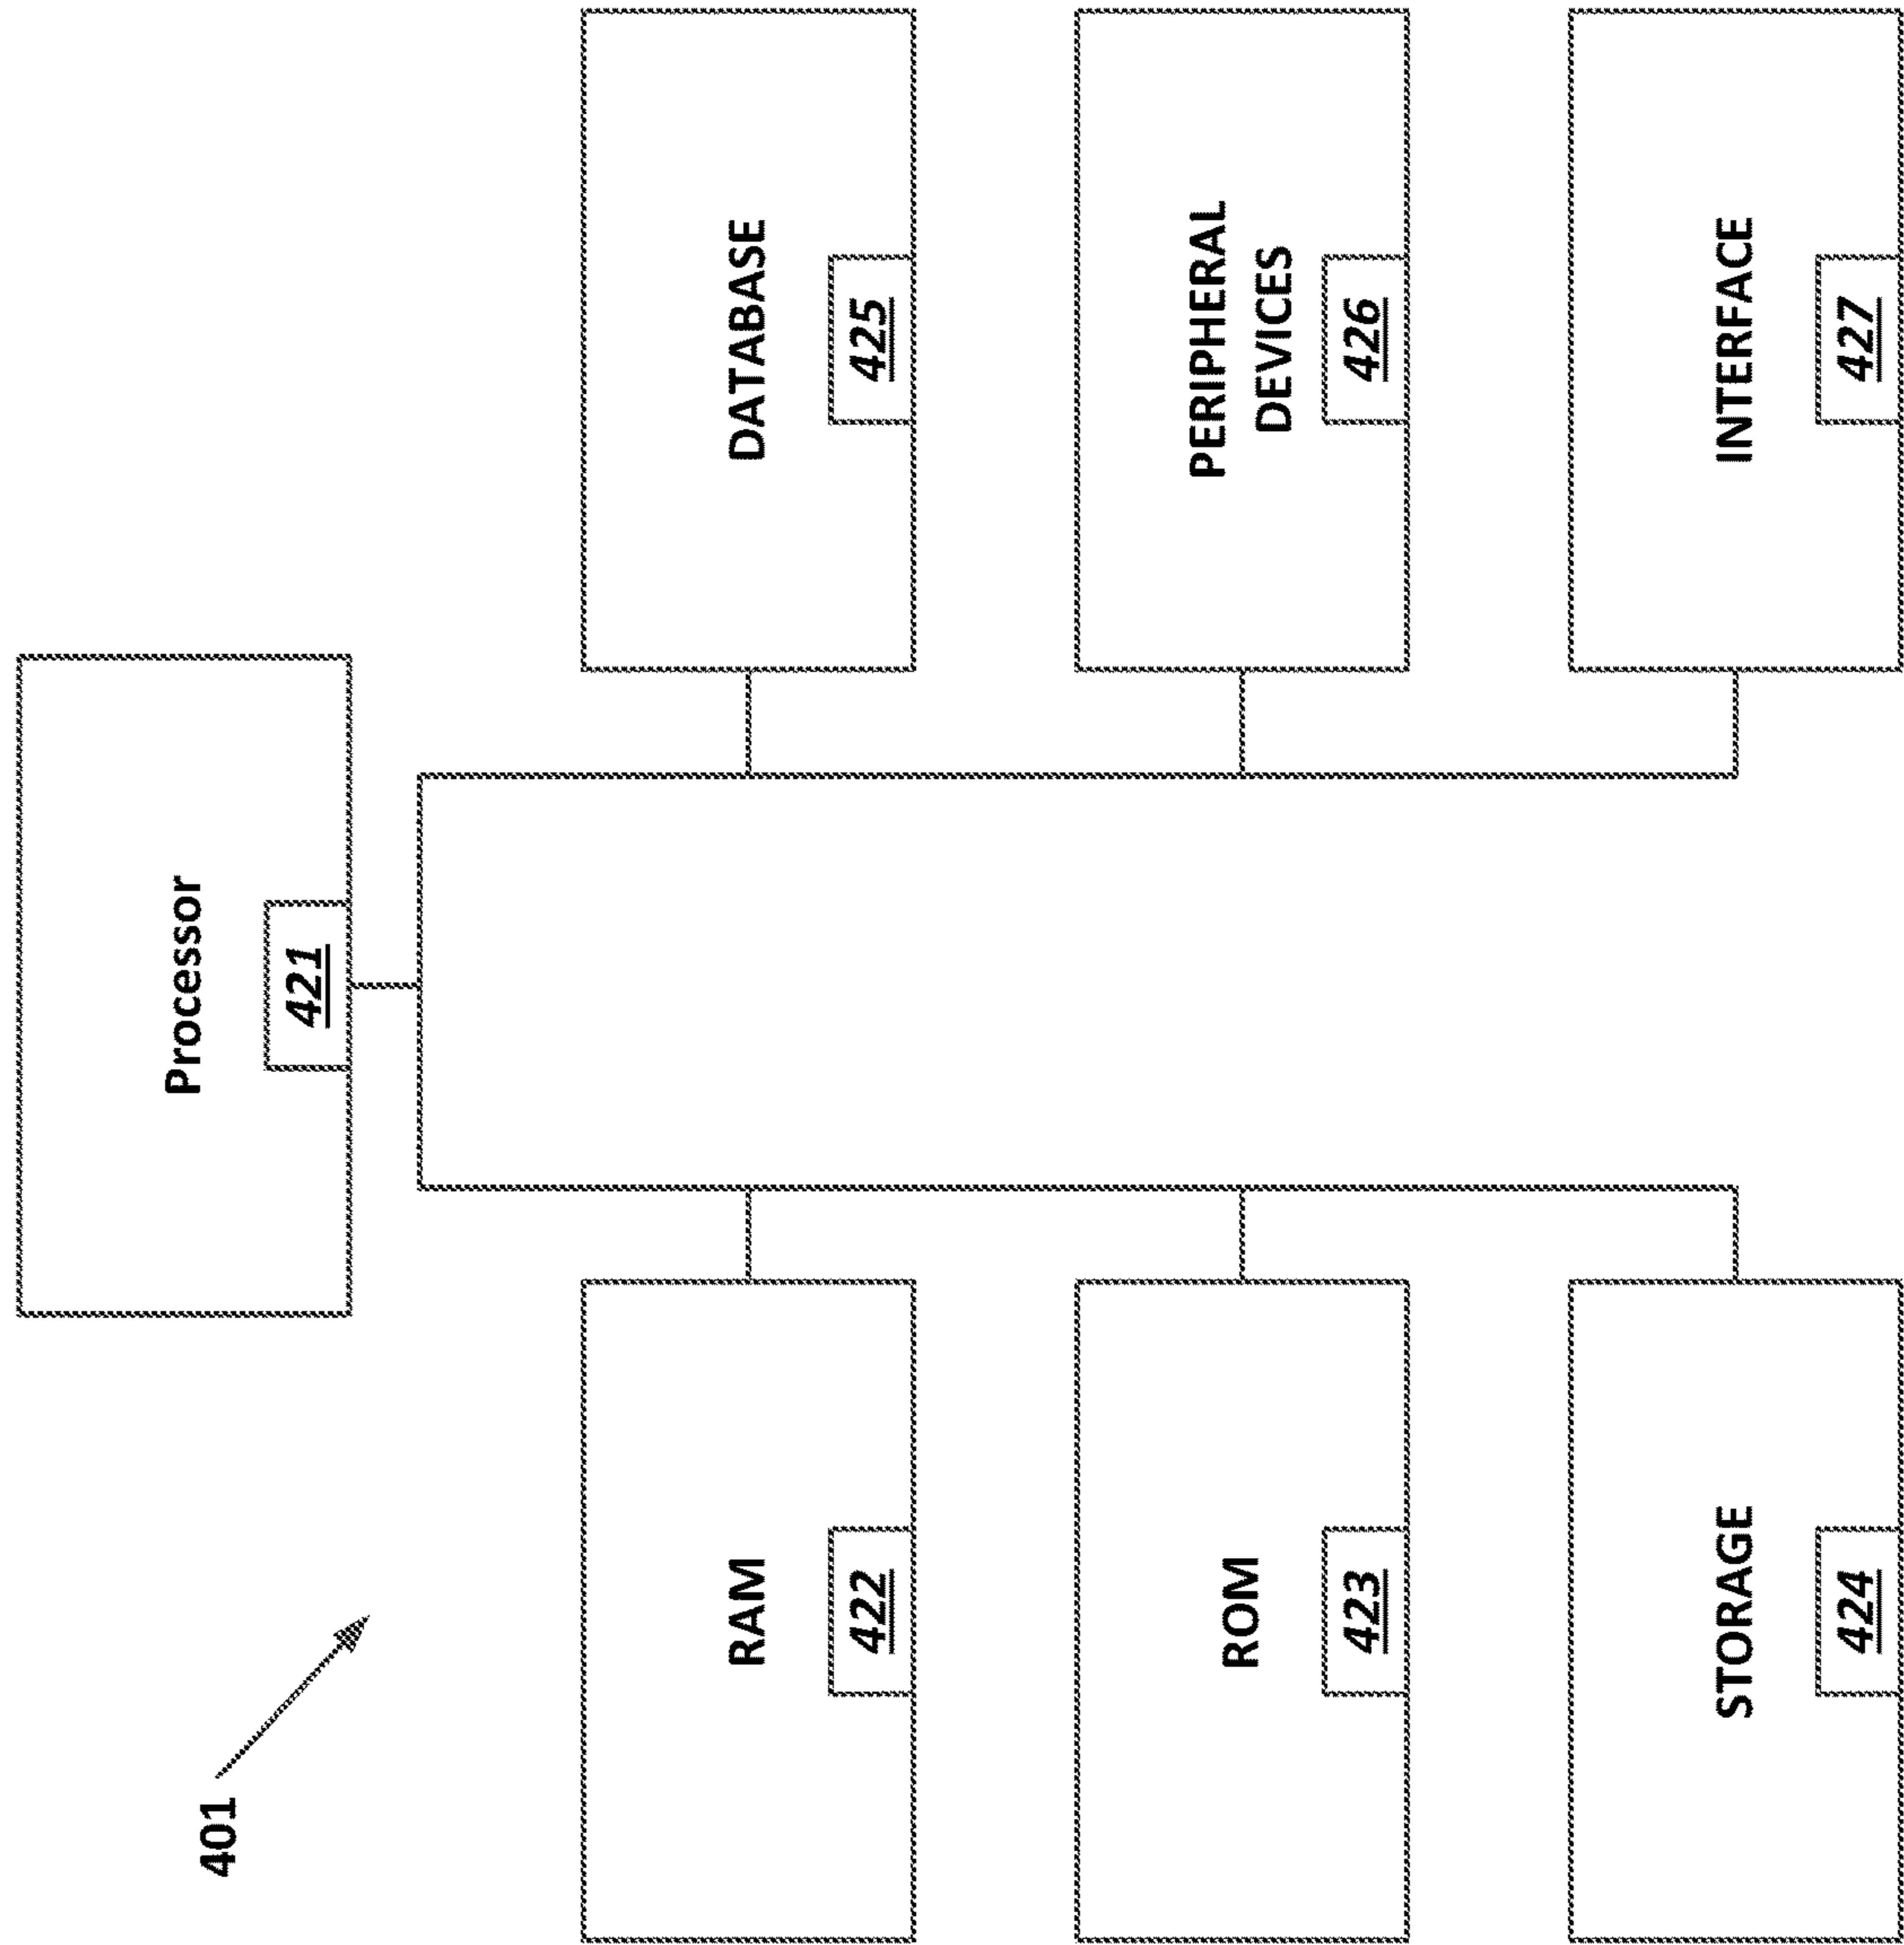 401
Processor
421
RAM
422
DATABASE
425
ROM
423
PERIPHERAL
DEVICES
426
STORAGE
424
INTERFACE
427